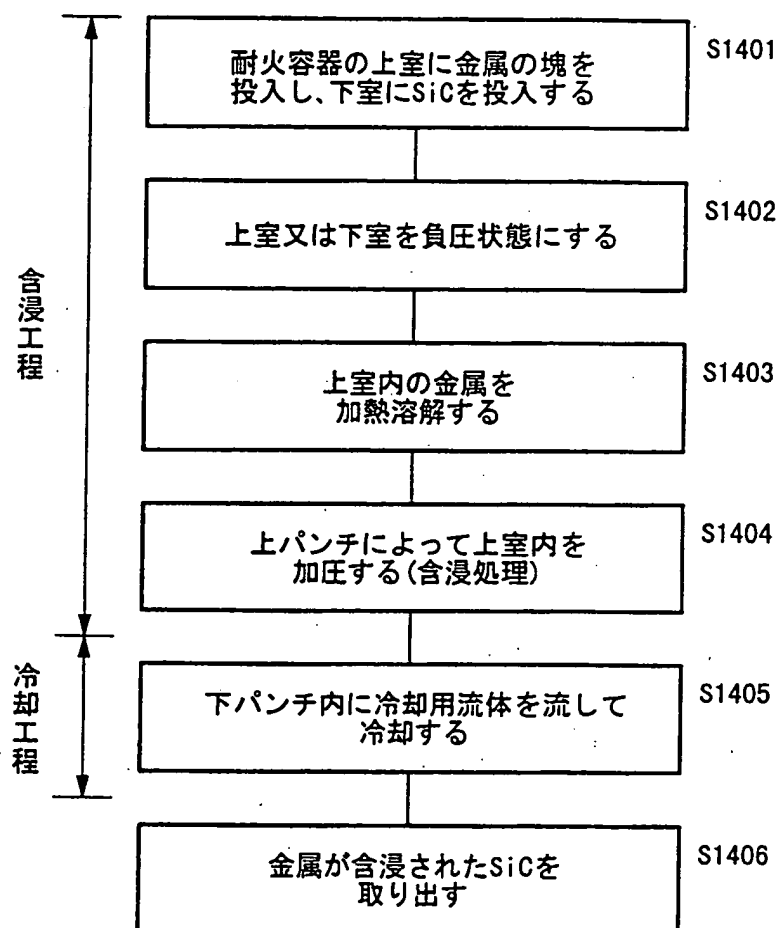 耐火容器の上室に金属の塊を
投入し、下室にSiCを投入する
S1401
上室又は下室を負圧状態にする
S1402
含浸工程
上室内の金属を
加熱溶解する
S1403
上パンチによって上室内を
加圧する(含浸処理)
S1404
冷却工程
下パンチ内に冷却用流体を流して
冷却する
S1405
金属が含浸されたSiCを
取り出す
S1406